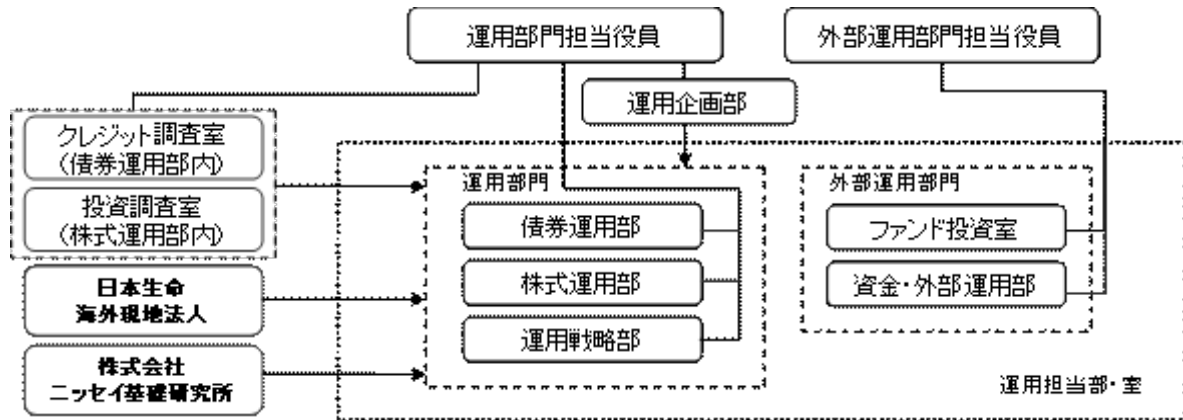 運用部門担当役員
外部運用部門担当役員
運用企画部
クレジット調査室
(債券運用部内)
投資調査室
(株式運用部内)
日本生命
海外現地法人
株式会社
ニッセイ基礎研究所
運用部門
債券運用部
株式運用部
運用戦略部
外部運用部門
ファンド投資室
資金・外部運用部
運用担当部・室